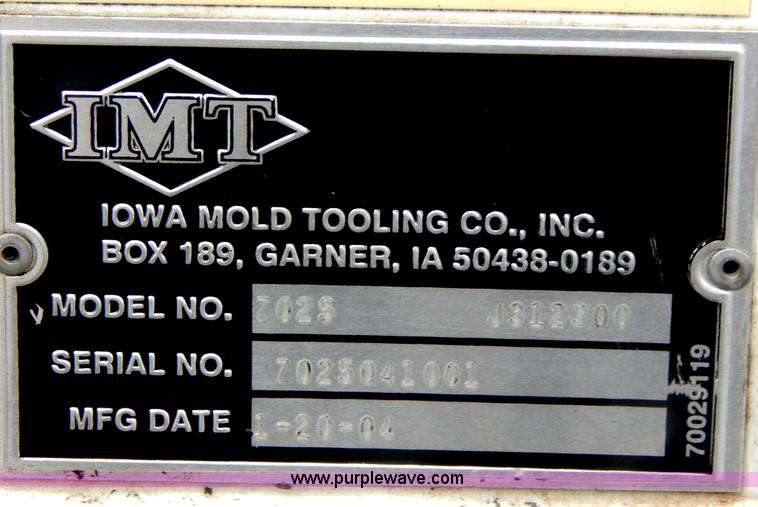 IMT
IOWA MOLD TOOLING CO., INC.
BOX 189, GARNER, IA 50438-0189
MODEL NO. 7025 J312300
SERIAL NO. 7025041001
MFG DATE 1-20-04
70029119
www.purplewave.com